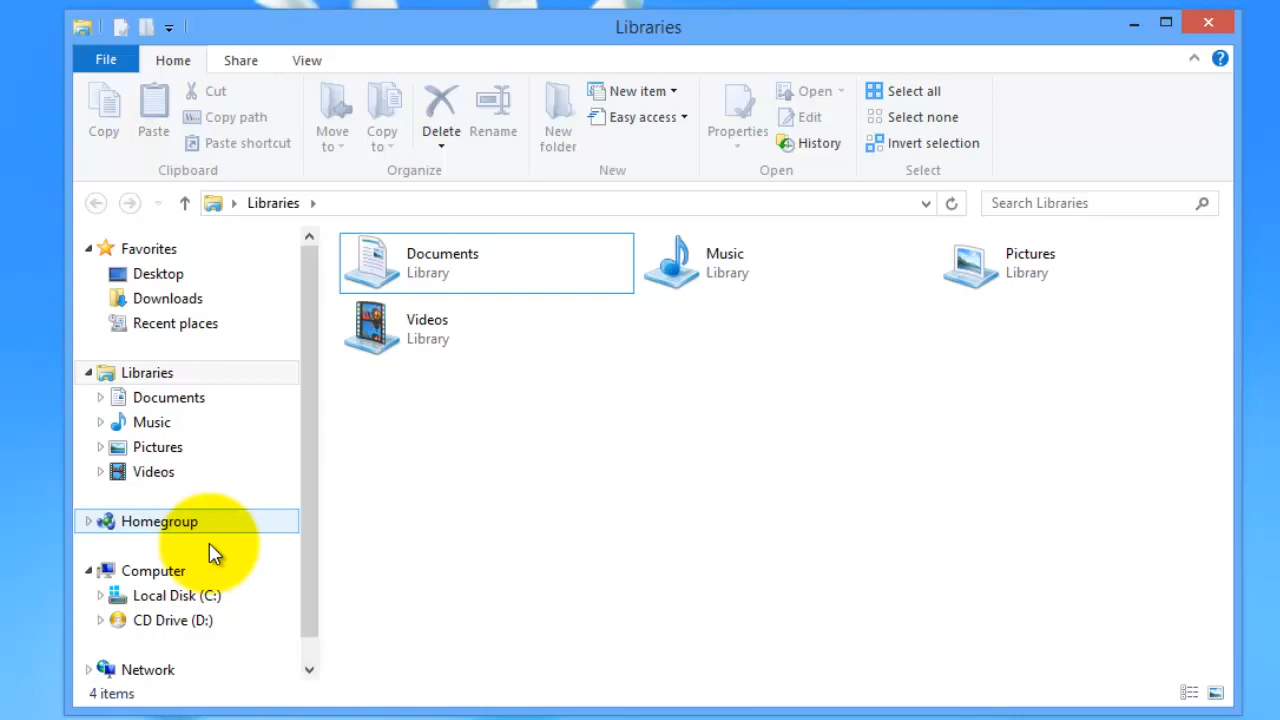 Libraries
File Home Share View
Copy
Paste
Cut
Copy path
Paste shortcut
Clipboard
Move to
Copy to
Delete
Rename
Organize
New folder
New item
Easy access
New
Properties
Open
Edit
History
Open
Select all
Select none
Invert selection
Select
Libraries
Search Libraries
Favorites
Desktop
Downloads
Recent places
Libraries
Documents
Music
Pictures
Videos
Homegroup
Computer
Local Disk (C:)
CD Drive (D:)
Network
Documents
Library
Music
Library
Pictures
Library
Videos
Library
4 items